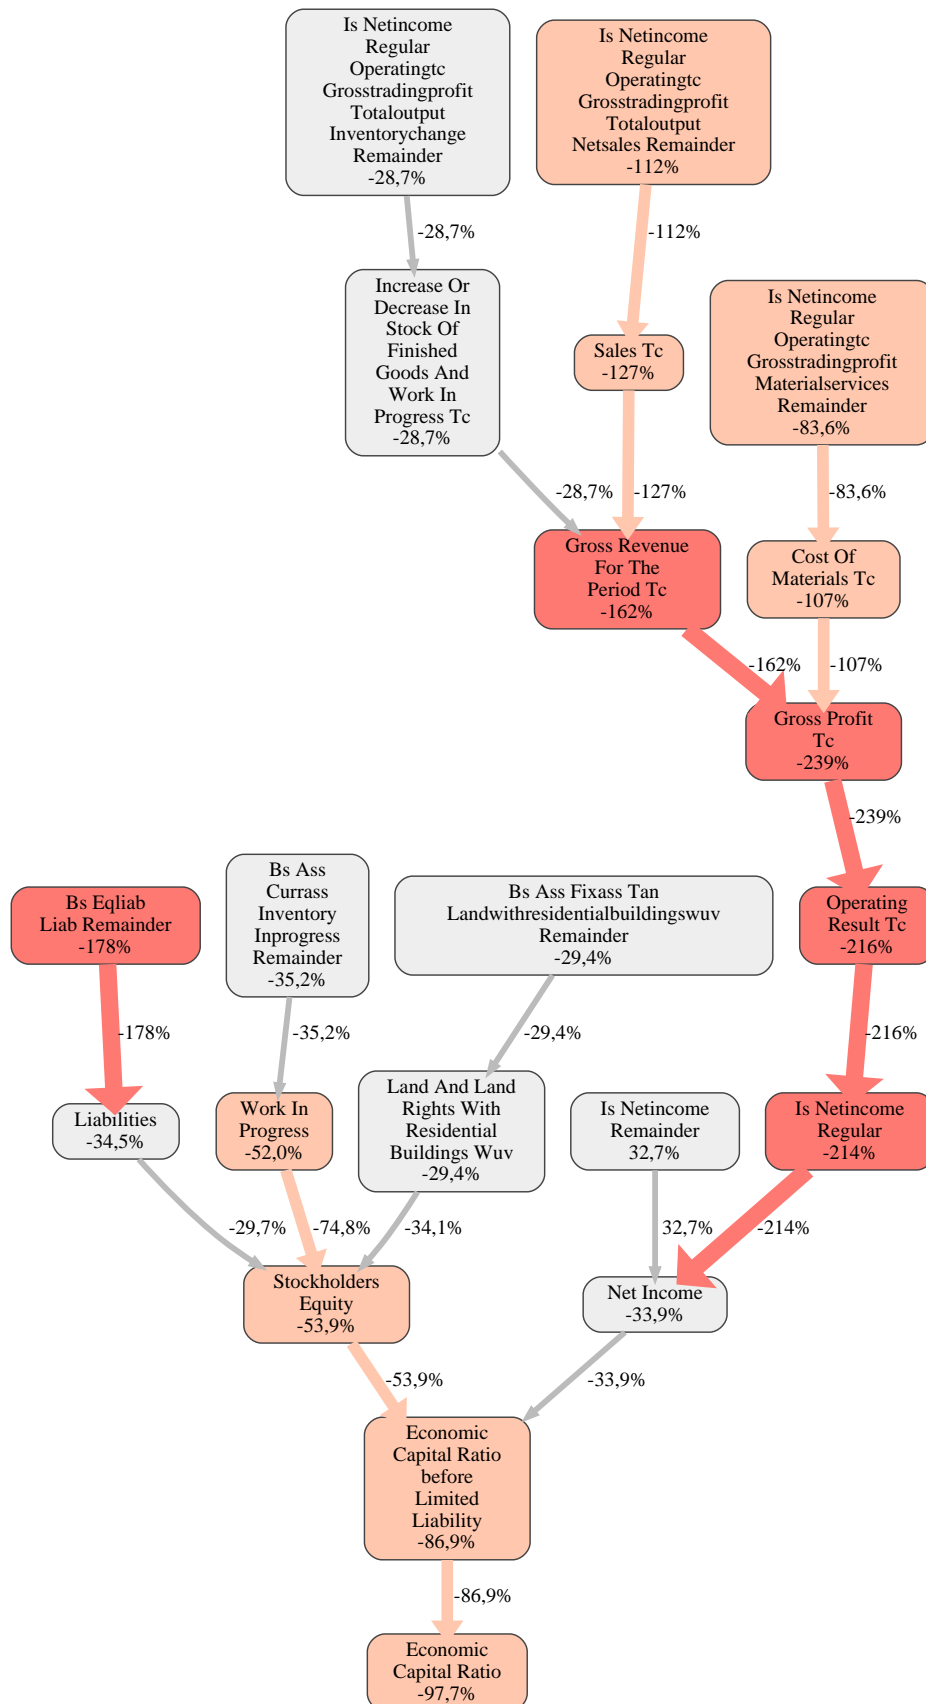 Is Netincome
Regular
Operatingtc
Grosstradingprofit
Totaloutput
Inventorychange
Remainder
-28,7%
Is Netincome
Regular
Operatingtc
Grosstradingprofit
Totaloutput
Netsales Remainder
-112%
-28,7%
-112%
Increase Or
Decrease In
Stock Of
Finished
Goods And
Work In
Progress Tc
-28,7%
Sales Tc
-127%
Is Netincome
Regular
Operatingtc
Grosstradingprofit
Materialservices
Remainder
-83,6%
-28,7%
-127%
-83,6%
Gross Revenue
For The
Period Tc
-162%
Cost Of
Materials Tc
-107%
-162%
-107%
Gross Profit
Tc
-239%
-239%
Bs Eqliab
Liab Remainder
-178%
Bs Ass
Currass
Inventory
Inprogress
Remainder
-35,2%
Bs Ass Fixass Tan
Landwithresidentialbuildingswuv
Remainder
-29,4%
Operating
Result Tc
-216%
-178%
-35,2%
-29,4%
-216%
Liabilities
-34,5%
Work In
Progress
-52,0%
Land And Land
Rights With
Residential
Buildings Wuv
-29,4%
Is Netincome
Remainder
32,7%
Is Netincome
Regular
-214%
-29,7%
-74,8%
-34,1%
32,7%
-214%
Stockholders
Equity
-53,9%
Net Income
-33,9%
-53,9%
-33,9%
Economic
Capital Ratio
before
Limited
Liability
-86,9%
-86,9%
Economic
Capital Ratio
-97,7%